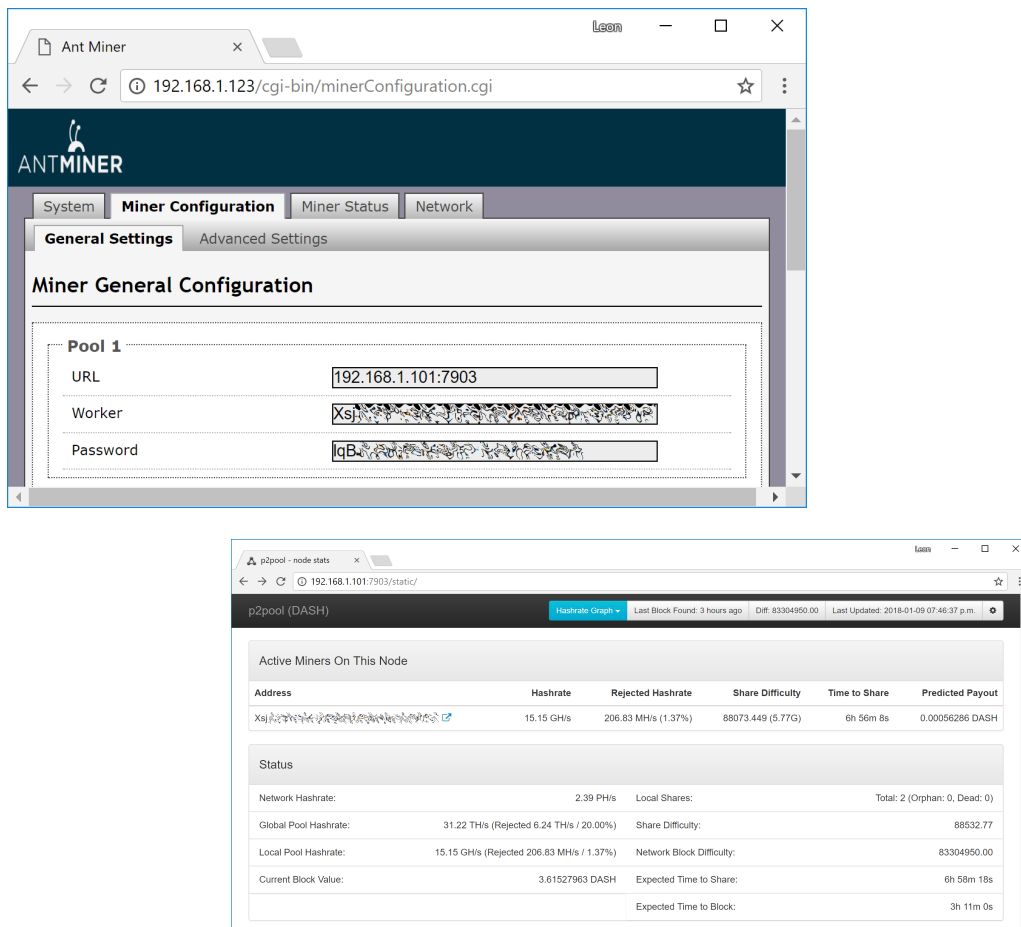 Leon
Ant Miner
192.168.1.123/cgi-bin/minerConfiguration.cgi
ANTMINER
System Miner Configuration Miner Status Network
General Settings Advanced Settings
Miner General Configuration
Pool 1
URL 192.168.1.101:7903
Worker Xsj
Password IqB
Leon
p2pool - node stats
192.168.1.101:7903/static/
p2pool (DASH) Hashrate Graph Last Block Found: 3 hours ago Diff: 83304950.00 Last Updated: 2018-01-09 07:46:37 p.m.
Active Miners On This Node
Address Hashrate Rejected Hashrate Share Difficulty Time to Share Predicted Payout
Xsj 15.15 GH/s 206.83 MH/s (1.37%) 88073.449 (5.77G) 6h 56m 8s 0.00056286 DASH
Status
Network Hashrate: 2.39 PH/s Local Shares: Total: 2 (Orphan: 0, Dead: 0)
Global Pool Hashrate: 31.22 TH/s (Rejected 6.24 TH/s / 20.00%) Share Difficulty: 88532.77
Local Pool Hashrate: 15.15 GH/s (Rejected 206.83 MH/s / 1.37%) Network Block Difficulty: 83304950.00
Current Block Value: 3.61527963 DASH Expected Time to Share: 6h 58m 18s
Expected Time to Block: 3h 11m 0s